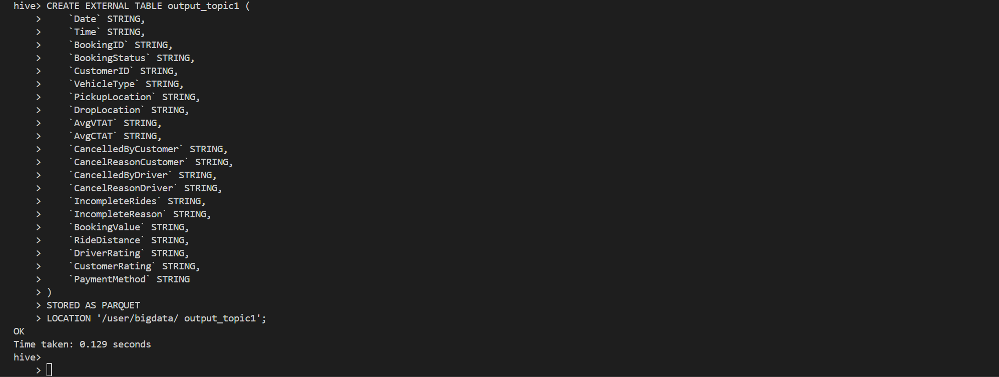 hive> CREATE EXTERNAL TABLE output_topic1 (
    >     `Date` STRING,
    >     `Time` STRING,
    >     `BookingID` STRING,
    >     `BookingStatus` STRING,
    >     `CustomerID` STRING,
    >     `VehicleType` STRING,
    >     `PickupLocation` STRING,
    >     `DropLocation` STRING,
    >     `AvgVTAT` STRING,
    >     `AvgCTAT` STRING,
    >     `CancelledByCustomer` STRING,
    >     `CancelReasonCustomer` STRING,
    >     `CancelledByDriver` STRING,
    >     `CancelReasonDriver` STRING,
    >     `IncompleteRides` STRING,
    >     `IncompleteReason` STRING,
    >     `BookingValue` STRING,
    >     `RideDistance` STRING,
    >     `DriverRating` STRING,
    >     `CustomerRating` STRING,
    >     `PaymentMethod` STRING
    > )
    > STORED AS PARQUET
    > LOCATION '/user/bigdata/ output_topic1';
OK
Time taken: 0.129 seconds
hive>
    >